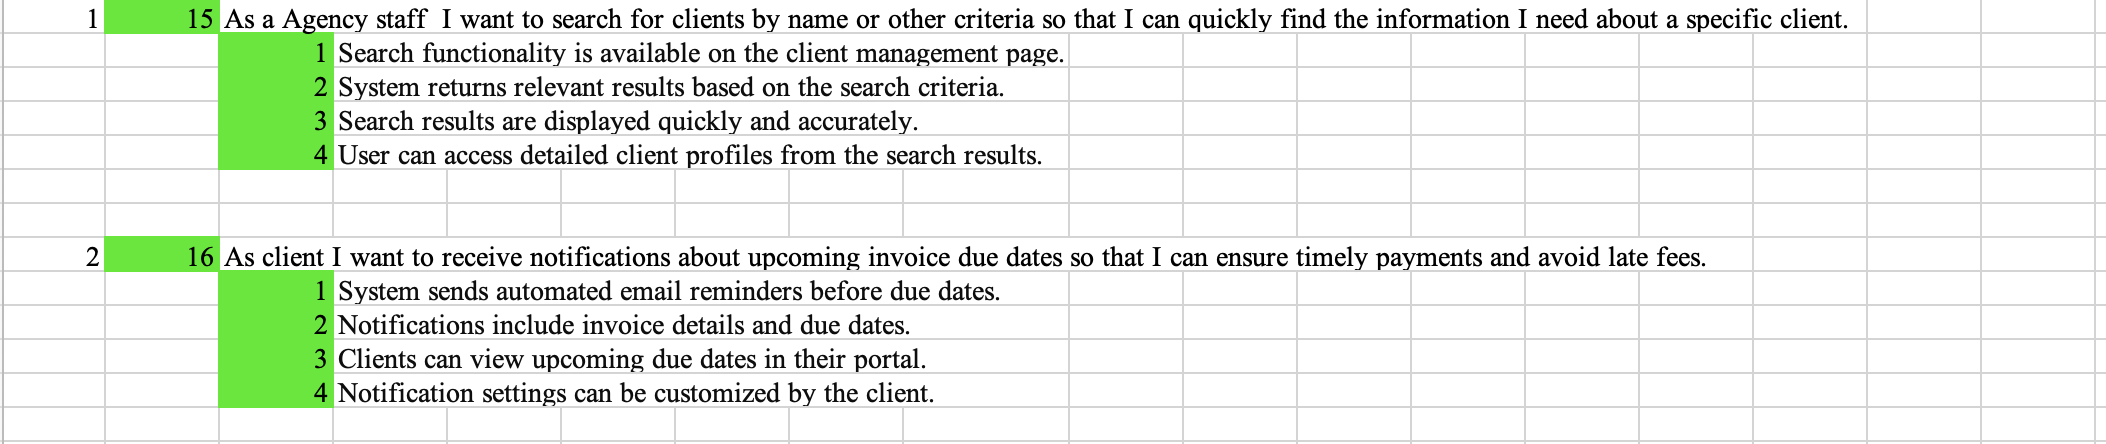 1 15 As a Agency staff  I want to search for clients by name or other criteria so that I can quickly find the information I need about a specific client.
1 Search functionality is available on the client management page.
2 System returns relevant results based on the search criteria.
3 Search results are displayed quickly and accurately.
4 User can access detailed client profiles from the search results.
2 16 As client I want to receive notifications about upcoming invoice due dates so that I can ensure timely payments and avoid late fees.
1 System sends automated email reminders before due dates.
2 Notifications include invoice details and due dates.
3 Clients can view upcoming due dates in their portal.
4 Notification settings can be customized by the client.